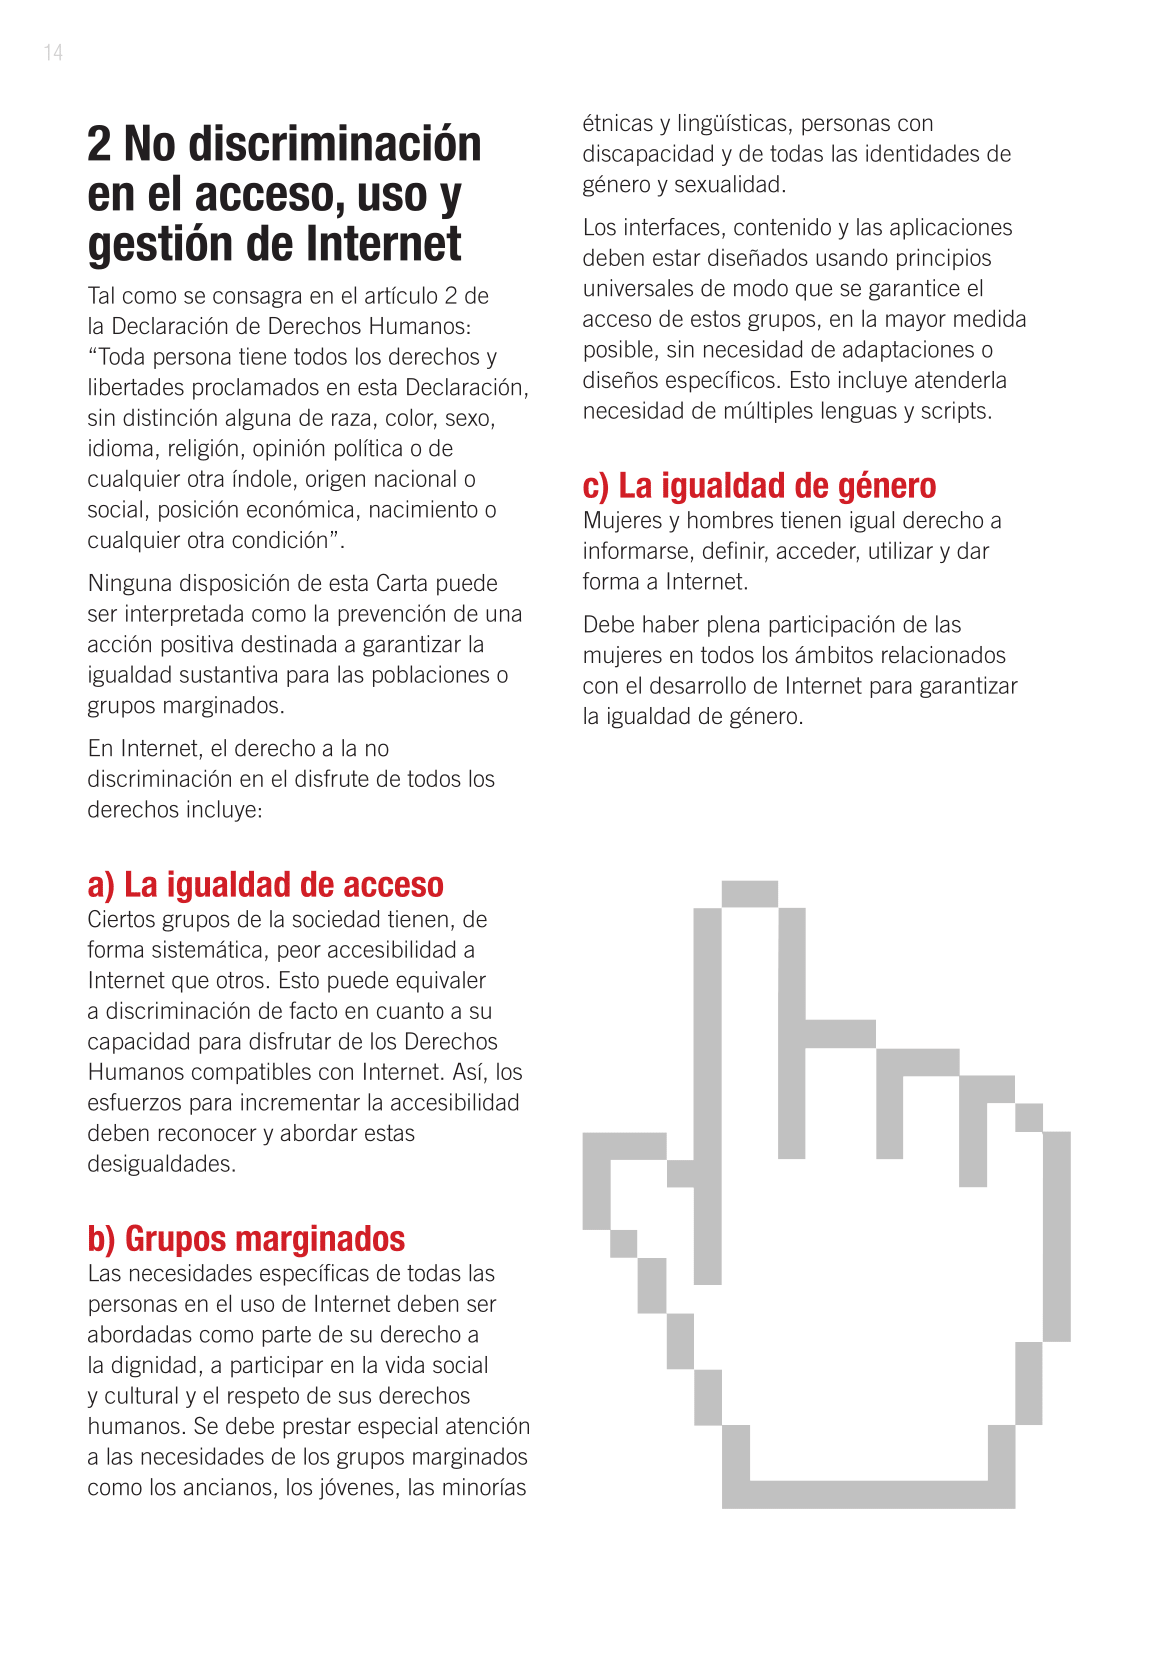 14
2 No discriminación
en el acceso, uso y
gestión de Internet
Tal como se consagra en el artículo 2 de
la Declaración de Derechos Humanos:
“Toda persona tiene todos los derechos y
libertades proclamados en esta Declaración,
sin distinción alguna de raza, color, sexo,
idioma, religión, opinión política o de
cualquier otra índole, origen nacional o
social, posición económica, nacimiento o
cualquier otra condición”.
Ninguna disposición de esta Carta puede
ser interpretada como la prevención de una
acción positiva destinada a garantizar la
igualdad sustantiva para las poblaciones o
grupos marginados.
En Internet, el derecho a la no
discriminación en el disfrute de todos los
derechos incluye:
a) La igualdad de acceso
Ciertos grupos de la sociedad tienen, de
forma sistemática, peor accesibilidad a
Internet que otros. Esto puede equivaler
a discriminación de facto en cuanto a su
capacidad para disfrutar de los Derechos
Humanos compatibles con Internet. Así, los
esfuerzos para incrementar la accesibilidad
deben reconocer y abordar estas
desigualdades.
b) Grupos marginados
Las necesidades específicas de todas las
personas en el uso de Internet deben ser
abordadas como parte de su derecho a
la dignidad, a participar en la vida social
y cultural y el respeto de sus derechos
humanos. Se debe prestar especial atención
a las necesidades de los grupos marginados
como los ancianos, los jóvenes, las minorías
étnicas y lingüísticas, personas con
discapacidad y de todas las identidades de
género y sexualidad.
Los interfaces, contenido y las aplicaciones
deben estar diseñados usando principios
universales de modo que se garantice el
acceso de estos grupos, en la mayor medida
posible, sin necesidad de adaptaciones o
diseños específicos. Esto incluye atenderla
necesidad de múltiples lenguas y scripts.
c) La igualdad de género
Mujeres y hombres tienen igual derecho a
informarse, definir, acceder, utilizar y dar
forma a Internet.
Debe haber plena participación de las
mujeres en todos los ámbitos relacionados
con el desarrollo de Internet para garantizar
la igualdad de género.